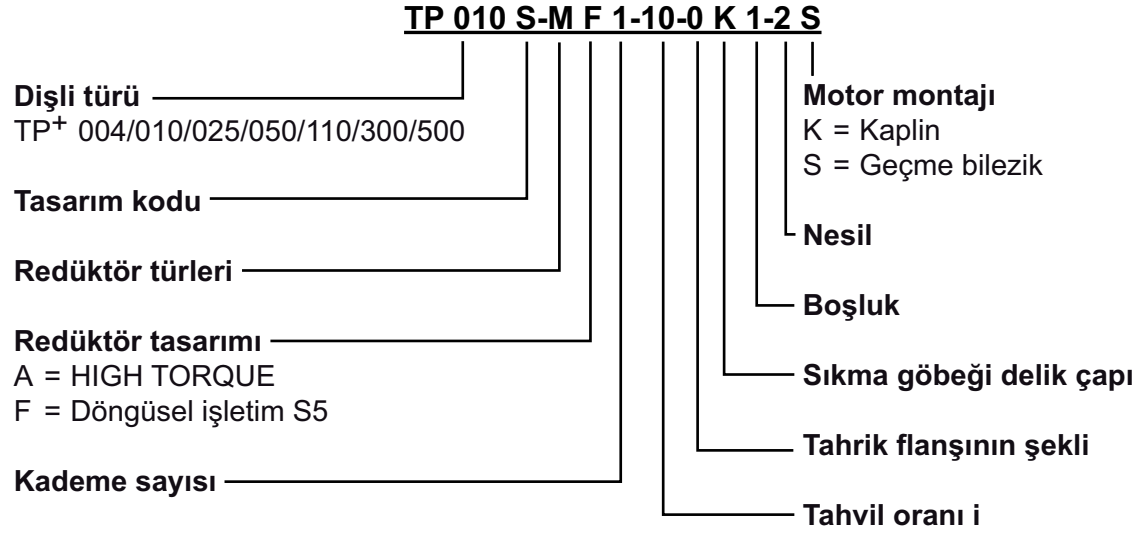 TP 010 S-M F 1-10-0 K 1-2 S
Dişli türü
TP+ 004/010/025/050/110/300/500
Tasarım kodu
Redüktör türleri
Redüktör tasarımı
A = HIGH TORQUE
F = Döngüsel işletim S5
Kademe sayısı
Motor montajı
K = Kaplin
S = Geçme bilezik
Nesil
Boşluk
Sıkma göbeği delik çapı
Tahrik flanşının şekli
Tahvil oranı i